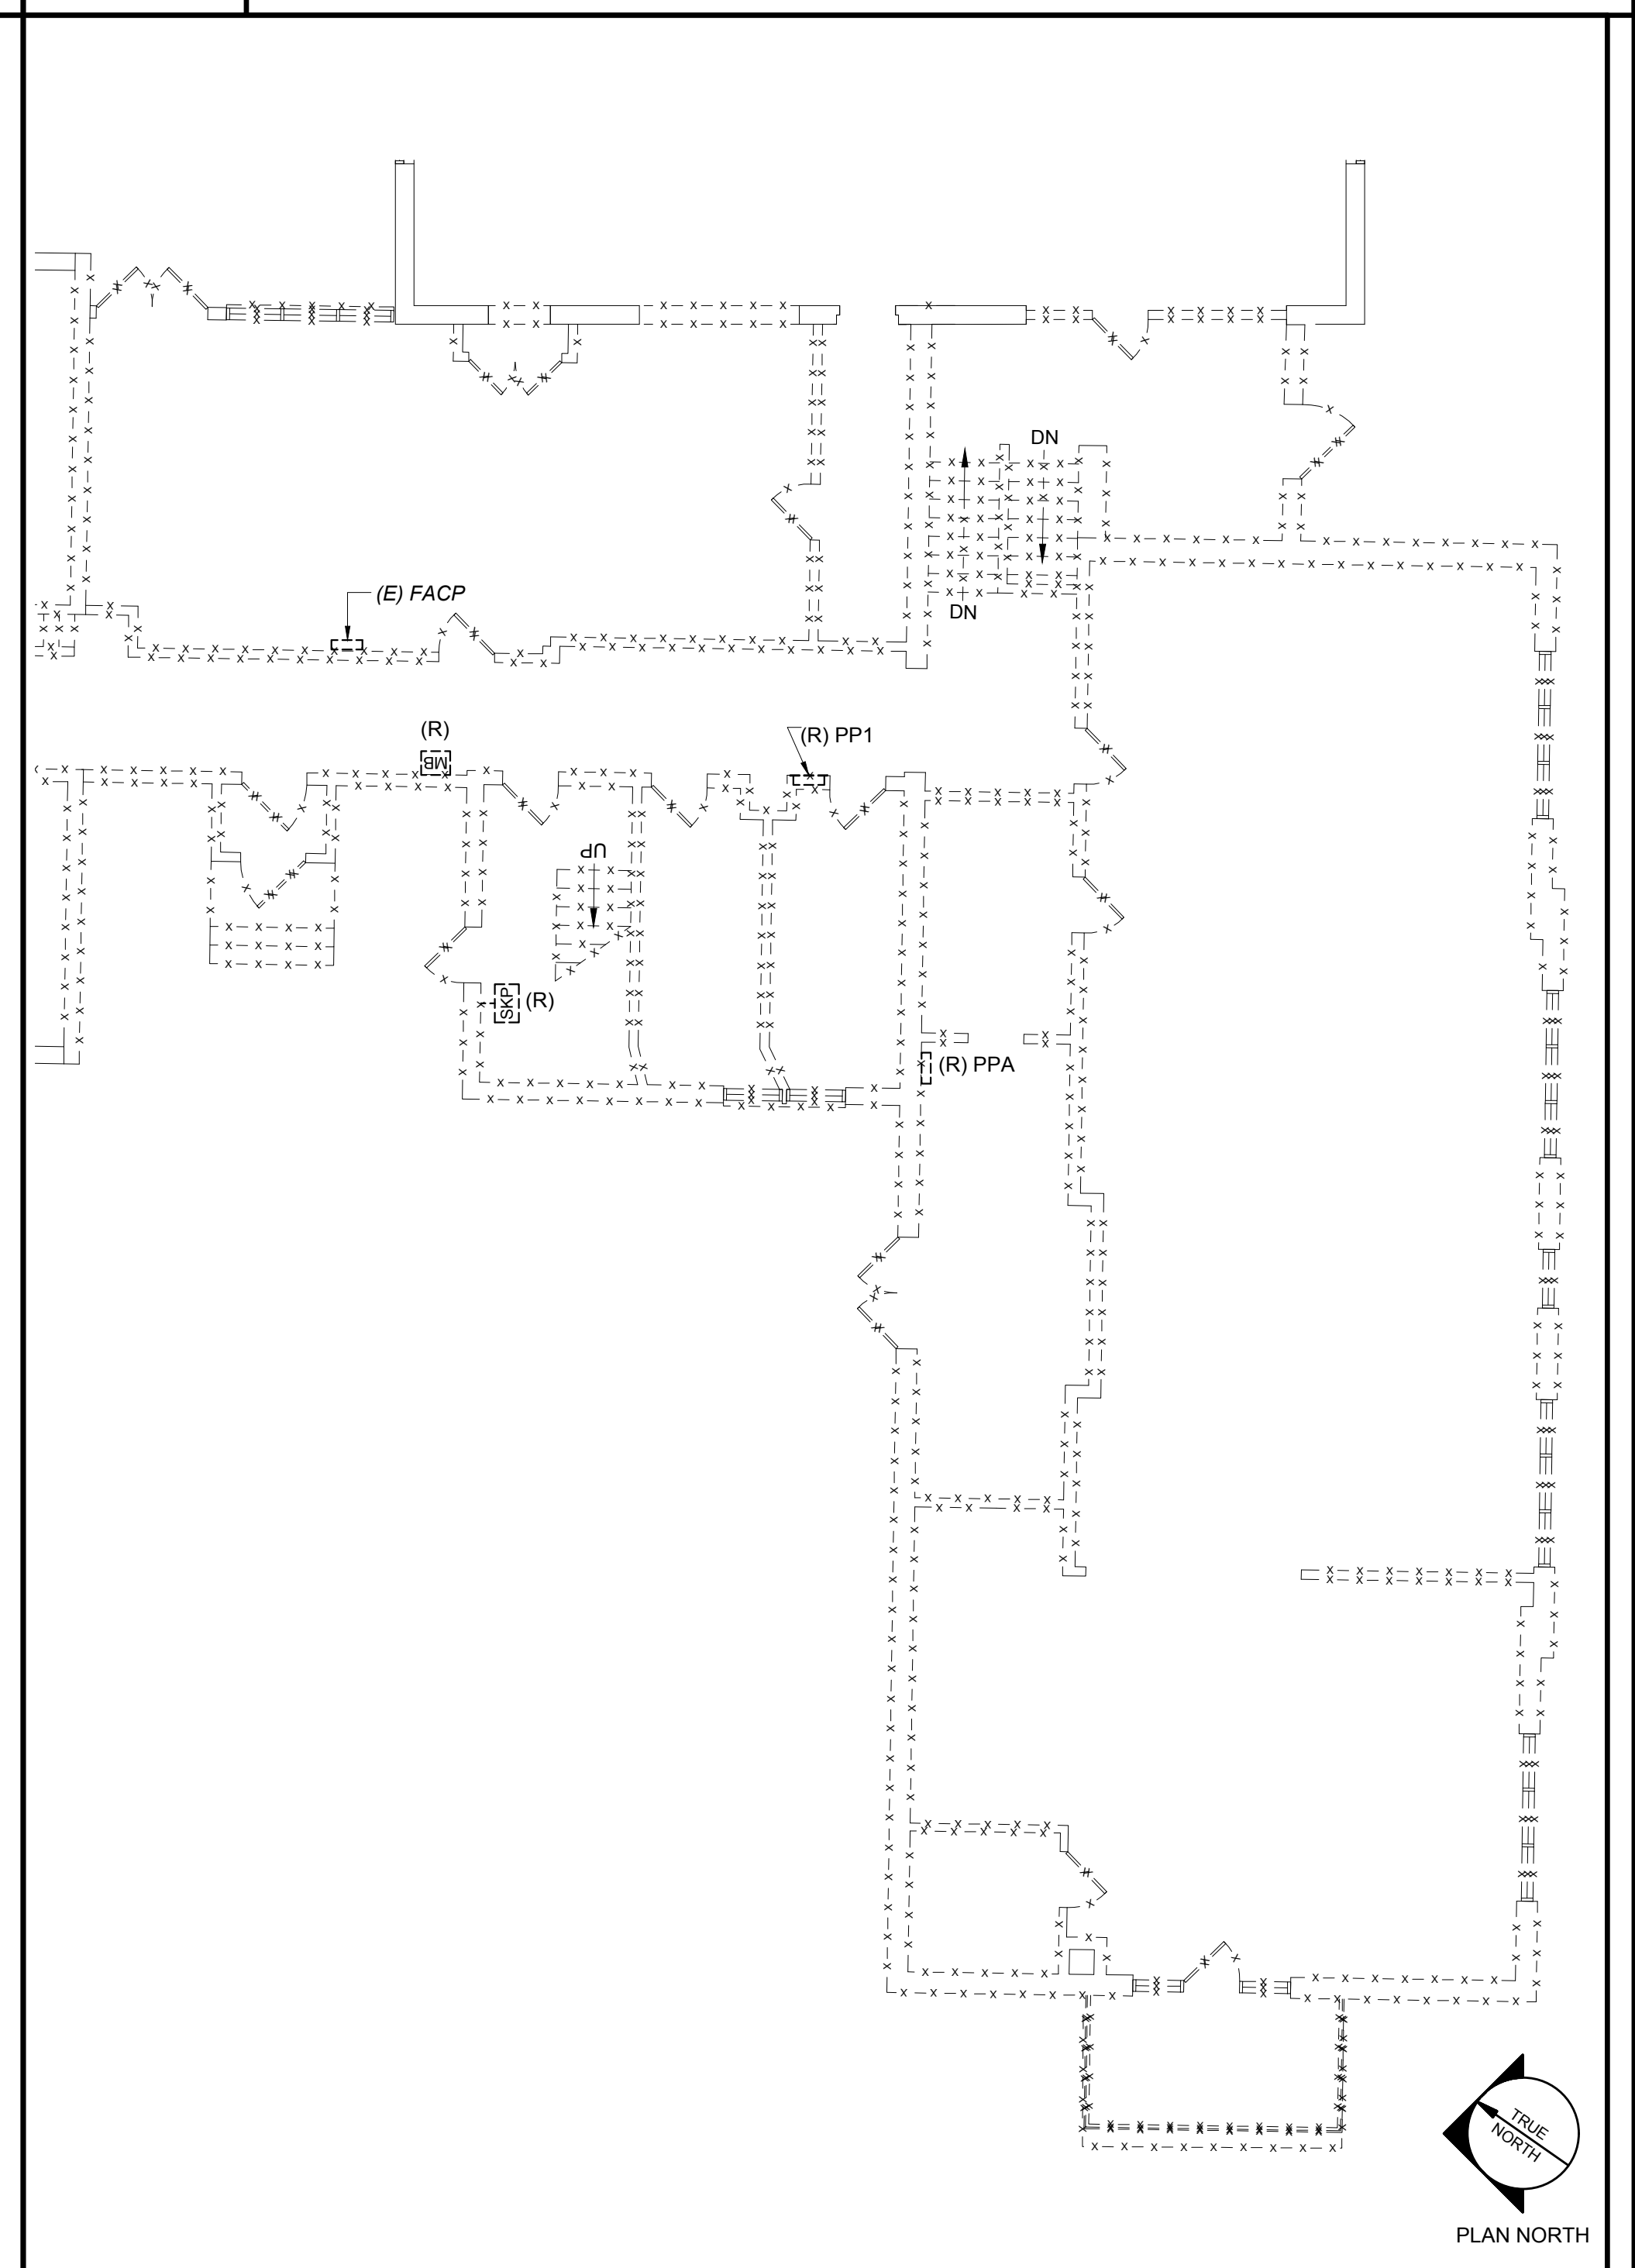 DN
(E) FACP
DN
(R)
MB
(R) PP1
UP
SKP
(R)
(R) PPA
TRUE
NORTH
PLAN NORTH